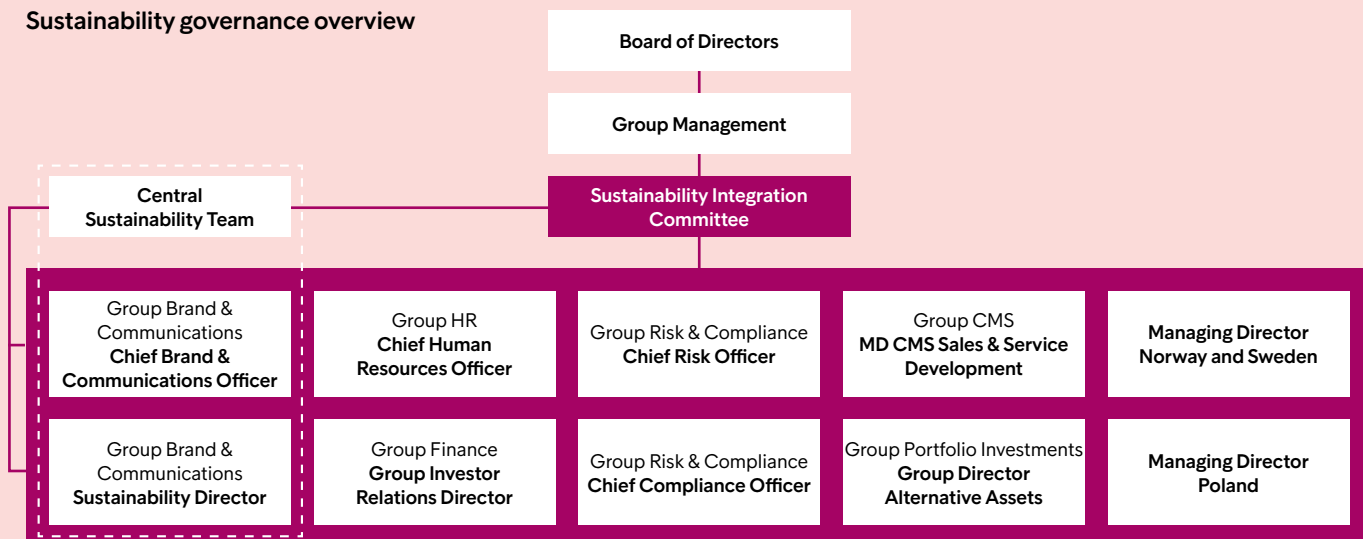 Sustainability governance overview
Board of Directors
Group Management
Central
Sustainability Team
Sustainability Integration
Committee
Group Brand &
Communications
Chief Brand &
Communications Officer
Group HR
Chief Human
Resources Officer
Group Risk & Compliance
Chief Risk Officer
Group CMS
MD CMS Sales & Service
Development
Managing Director
Norway and Sweden
Group Brand &
Communications
Sustainability Director
Group Finance
Group Investor
Relations Director
Group Risk & Compliance
Chief Compliance Officer
Group Portfolio Investments
Group Director
Alternative Assets
Managing Director
Poland